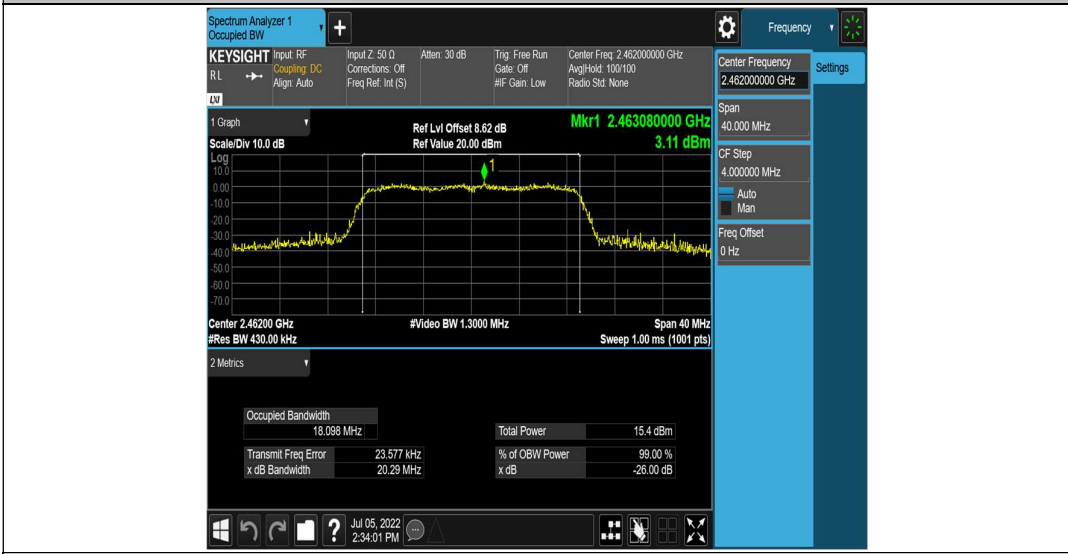 Spectrum Analyzer 1
Occupied BW
+
Frequency
KEYSIGHT Input: RF Input Z: 50 Ω Atten: 30 dB Trig: Free Run Center Freq: 2.462000000 GHz
RL Coupling: DC Corrections: Off Gate: Off Avg|Hold: 100/100
Align: Auto Freq Ref: Int (S) #IF Gain: Low Radio Std: None
LXI
Center Frequency
2.462000000 GHz
Settings
Span
40.000 MHz
CF Step
4.000000 MHz
Auto
Man
Freq Offset
0 Hz
1 Graph
Ref Lvl Offset 8.62 dB
Mkr1 2.463080000 GHz
Scale/Div 10.0 dB
Ref Value 20.00 dBm
3.11 dBm
Log
1
10.0
0.00
-10.0
-20.0
-30.0
-40.0
-50.0
-60.0
-70.0
Center 2.46200 GHz #Video BW 1.3000 MHz Span 40 MHz
#Res BW 430.00 kHz Sweep 1.00 ms (1001 pts)
2 Metrics
Occupied Bandwidth
18.098 MHz
Total Power 15.4 dBm
Transmit Freq Error 23.577 kHz
% of OBW Power 99.00 %
x dB Bandwidth 20.29 MHz
x dB -26.00 dB
?
Jul 05, 2022
2:34:01 PM